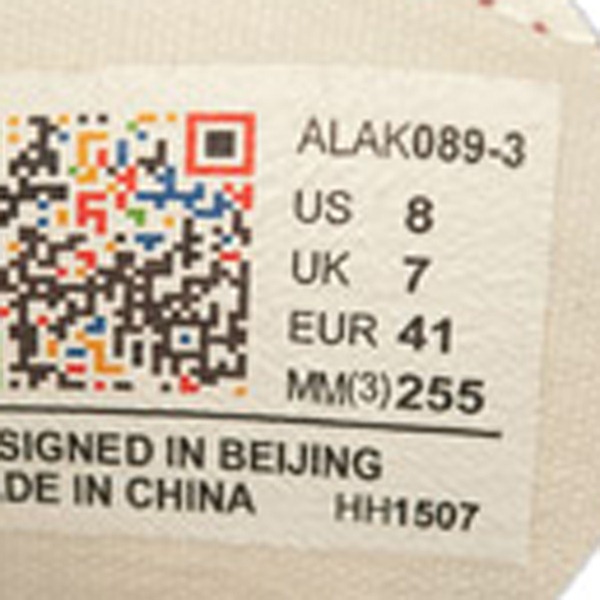 ALAK089-3
US 8
UK 7
EUR 41
MM(3)255
SIGNED IN BEIJING
DE IN CHINA HH1507